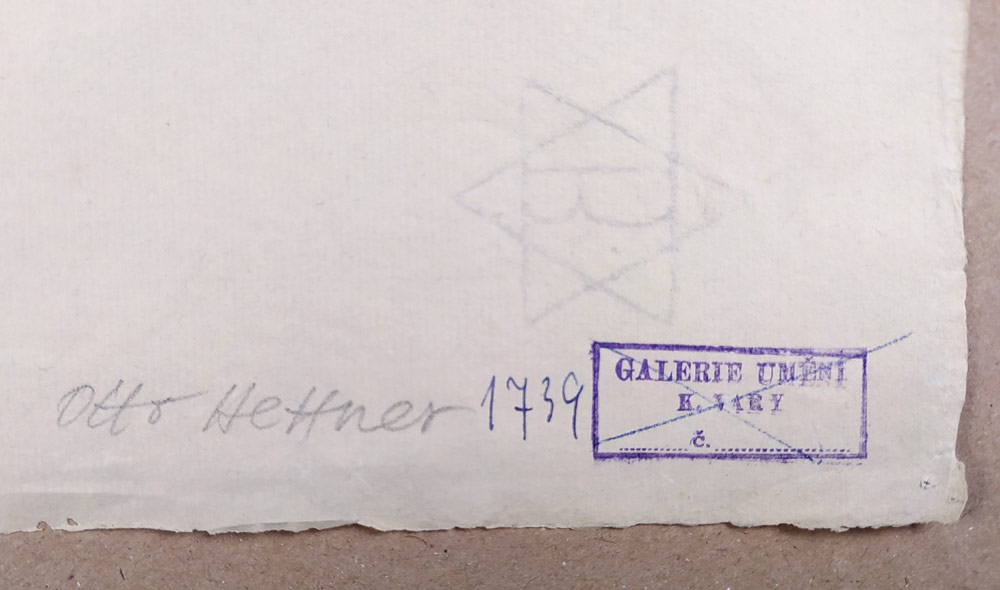 B
Otto Hettner 1739
GALERIE UMĚNÍ
K. VARY
č.